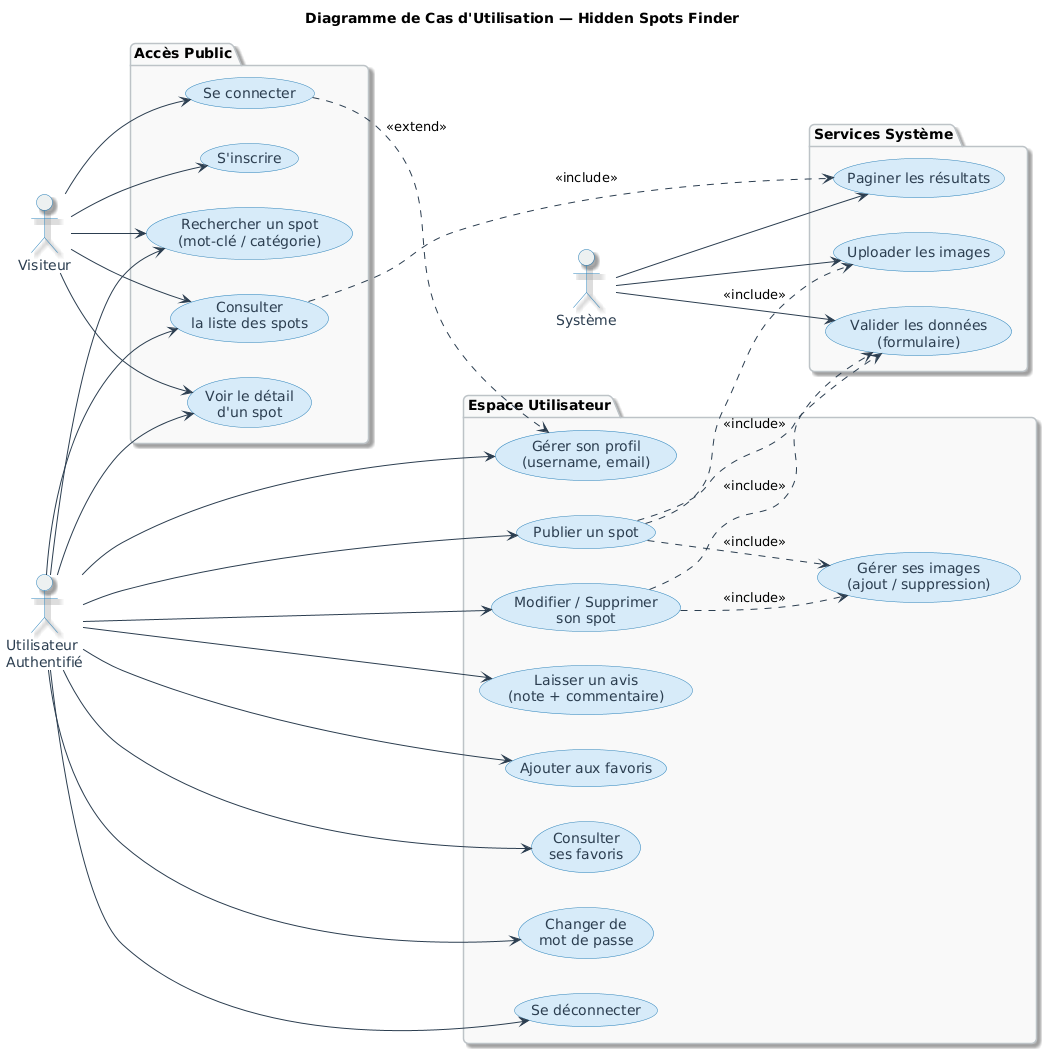 Diagramme de Cas d'Utilisation — Hidden Spots Finder
Accès Public
Se connecter
«extend»
S'inscrire
Rechercher un spot
(mot-clé / catégorie)
Consulter
la liste des spots
Voir le détail
d'un spot
Visiteur
«include»
Services Système
Paginer les résultats
Uploader les images
Valider les données
(formulaire)
Système
«include»
Espace Utilisateur
Gérer son profil
(username, email)
«include»
«include»
Publier un spot
«include»
Gérer ses images
(ajout / suppression)
Modifier / Supprimer
son spot
«include»
Utilisateur
Authentifié
Laisser un avis
(note + commentaire)
Ajouter aux favoris
Consulter
ses favoris
Changer de
mot de passe
Se déconnecter